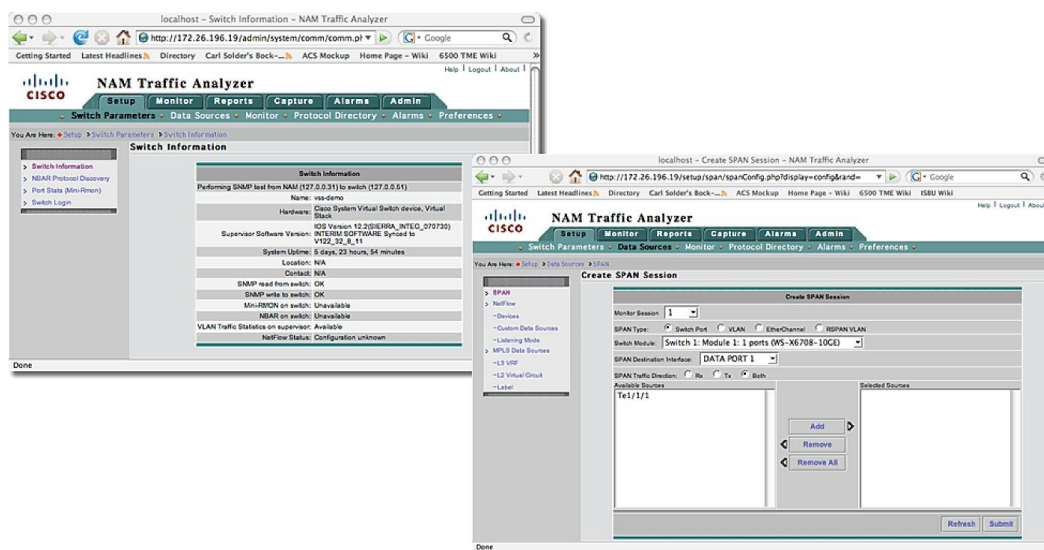 localhost – Switch Information – NAM Traffic Analyzer
http://172.26.196.19/admin/system/comm/comm.pl
Google
Getting Started Latest Headlines Directory Carl Solder's Bock-... ACS Mockup Home Page – Wiki 6500 TME Wiki »
Help | Logout | About |
CISCO
NAM Traffic Analyzer
Setup Monitor Reports Capture Alarms Admin
Switch Parameters Data Sources Monitor Protocol Directory Alarms Preferences
You Are Here: Setup > Switch Parameters > Switch Information
Switch Information
> Switch Information
> NBAR Protocol Discovery
> Port Stats (Mini-Rmon)
> Switch Login
Switch Information
Performing SNMP test from NAM (127.0.0.31) to switch (127.0.0.51)
Name: vss-demo
Hardware: Cisco System Virtual Switch device, Virtual Stack
Supervisor Software Version: IOS Version 12.2(SIERRA_INTEG_070730) INTERIM SOFTWARE Synced to V122_32_8_11
System Uptime: 5 days, 23 hours, 54 minutes
Location: N/A
Contact: N/A
SNMP read from switch: OK
SNMP write to switch: OK
Mini-RMON on switch: Unavailable
NBAR on switch: Unavailable
VLAN Traffic Statistics on supervisor: Available
NetFlow Status: Configuration unknown
Done
localhost – Create SPAN Session – NAM Traffic Analyzer
http://172.26.196.19/setup/span/spanConfig.php?display=config&rand=
Google
Getting Started Latest Headlines Directory Carl Solder's Bock-... ACS Mockup Home Page – Wiki 6500 TME Wiki ISBU Wiki
Help | Logout | Abou
CISCO
NAM Traffic Analyzer
Setup Monitor Reports Capture Alarms Admin
Switch Parameters Data Sources Monitor Protocol Directory Alarms Preferences
You Are Here: Setup > Data Sources > SPAN
Create SPAN Session
> SPAN
> NetFlow
Devices
Custom Data Sources
Listening Mode
> MPLS Data Sources
L3 VRF
L2 Virtual Circuit
Label
Create SPAN Session
Monitor Session 1
SPAN Type: Switch Port VLAN EtherChannel RSPAN VLAN
Switch Module: Switch 1: Module 1: 1 ports (WS-X6708-10GE)
SPAN Destination Interface: DATA PORT 1
SPAN Traffic Direction: Rx Tx Both
Available Sources Selected Sources
Te1/1/1
Add
Remove
Remove All
Refresh Submit
Done